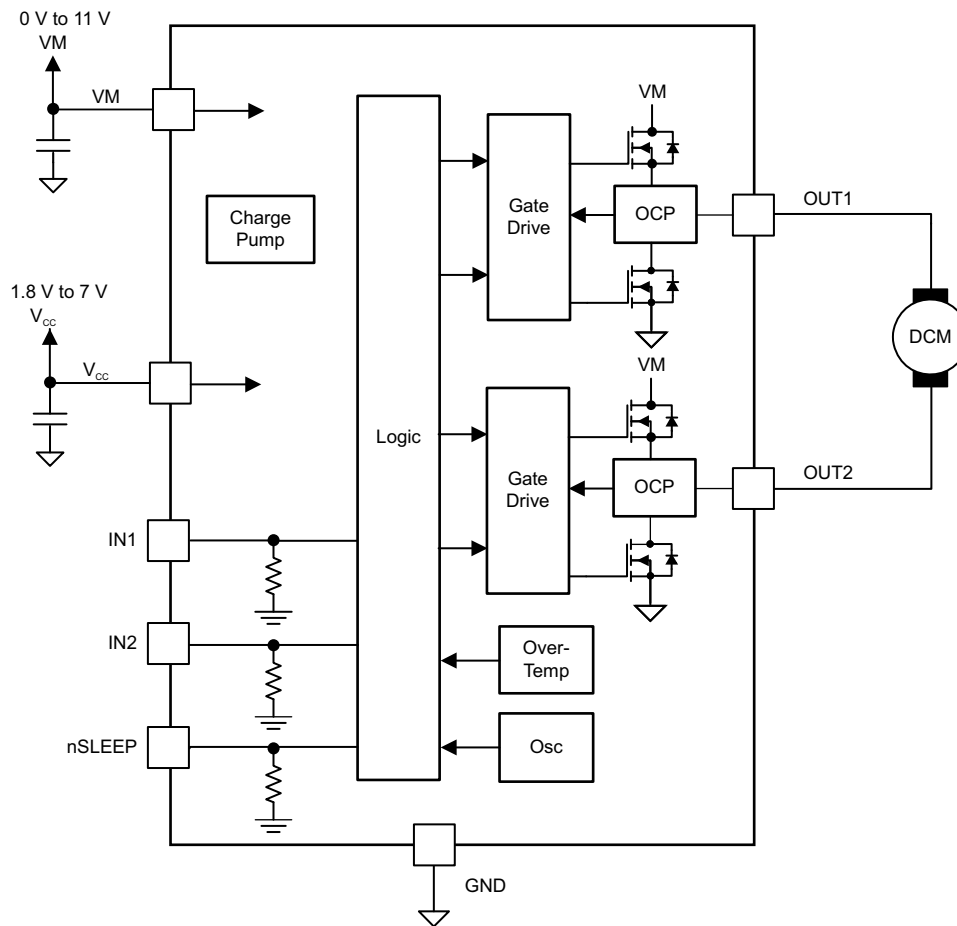 0 V to 11 V
VM
VM
VM
Charge
Pump
Gate
Drive
OCP
OUT1
1.8 V to 7 V
VCC
VCC
DCM
VM
Logic
Gate
Drive
OCP
OUT2
IN1
IN2
Over-
Temp
nSLEEP
Osc
GND